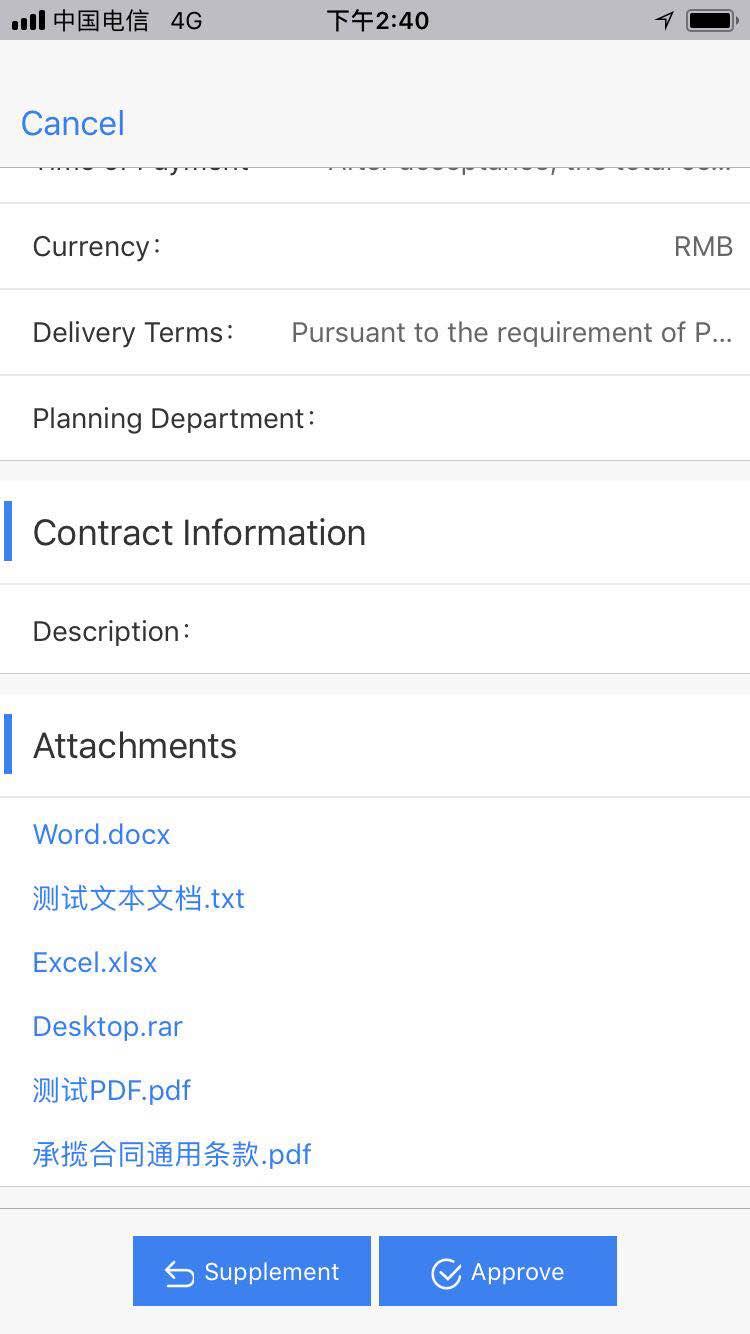 中国电信 4G 下午2:40
Cancel
Currency: RMB
Delivery Terms: Pursuant to the requirement of P...
Planning Department:
Contract Information
Description:
Attachments
Word.docx
测试文本文档.txt
Excel.xlsx
Desktop.rar
测试PDF.pdf
承揽合同通用条款.pdf
Supplement Approve